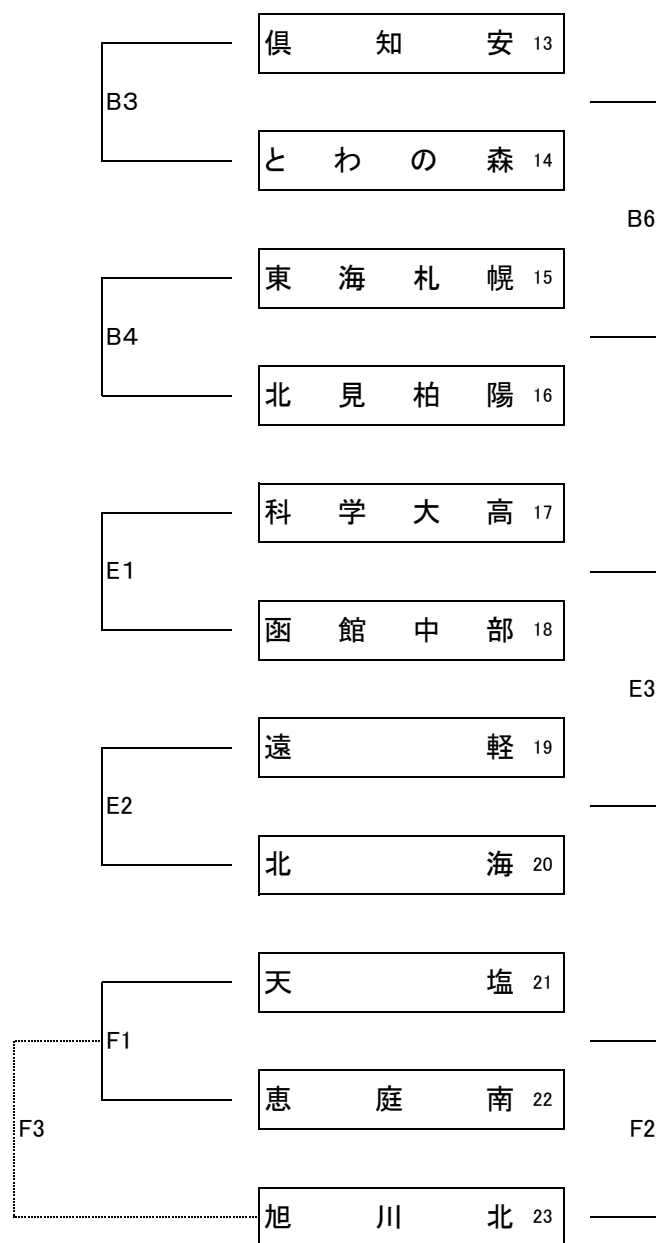 倶知安 13
B3
とわの森 14
B6
東海札幌 15
B4
北見柏陽 16
科学大高 17
E1
函館中部 18
E3
遠軽 19
E2
北海 20
天塩 21
F1
恵庭南 22
F3
F2
旭川北 23